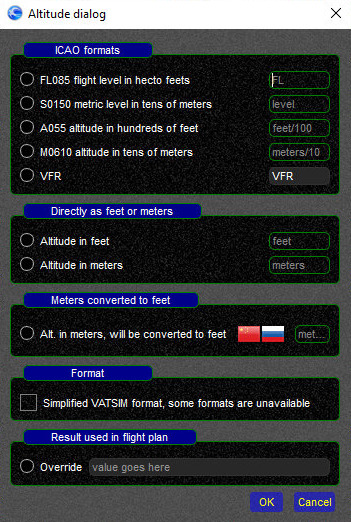 Altitude dialog
ICAO formats
FL085 flight level in hecto feets FL
S0150 metric level in tens of meters level
A055 altitude in hundreds of feet feet/100
M0610 altitude in tens of meters meters/10
VFR VFR
Directly as feet or meters
Altitude in feet feet
Altitude in meters meters
Meters converted to feet
Alt. in meters, will be converted to feet met...
Format
Simplified VATSIM format, some formats are unavailable
Result used in flight plan
Override value goes here
OK Cancel